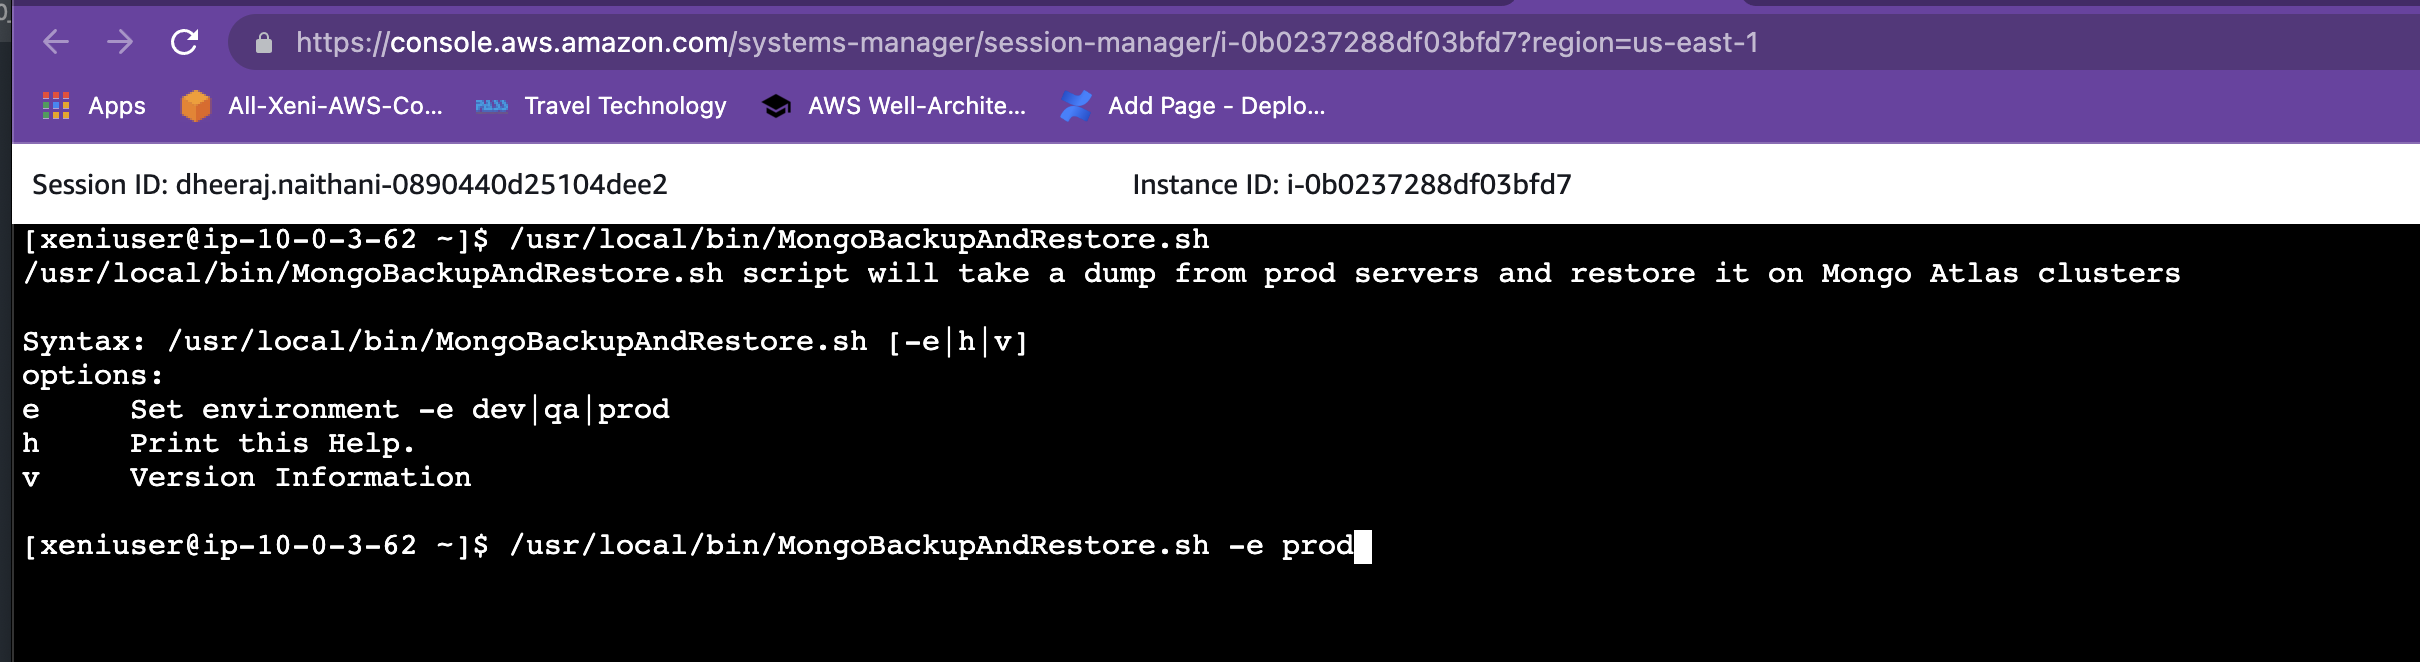 https://console.aws.amazon.com/systems-manager/session-manager/i-0b0237288df03bfd7?region=us-east-1
Apps All-Xeni-AWS-Co... PASS Travel Technology AWS Well-Archite... Add Page - Deplo...
Session ID: dheeraj.naithani-0890440d25104dee2 Instance ID: i-0b0237288df03bfd7
[xeniuser@ip-10-0-3-62 ~]$ /usr/local/bin/MongoBackupAndRestore.sh
/usr/local/bin/MongoBackupAndRestore.sh script will take a dump from prod servers and restore it on Mongo Atlas clusters
Syntax: /usr/local/bin/MongoBackupAndRestore.sh [-e|h|v]
options:
e Set environment -e dev|qa|prod
h Print this Help.
v Version Information
[xeniuser@ip-10-0-3-62 ~]$ /usr/local/bin/MongoBackupAndRestore.sh -e prod